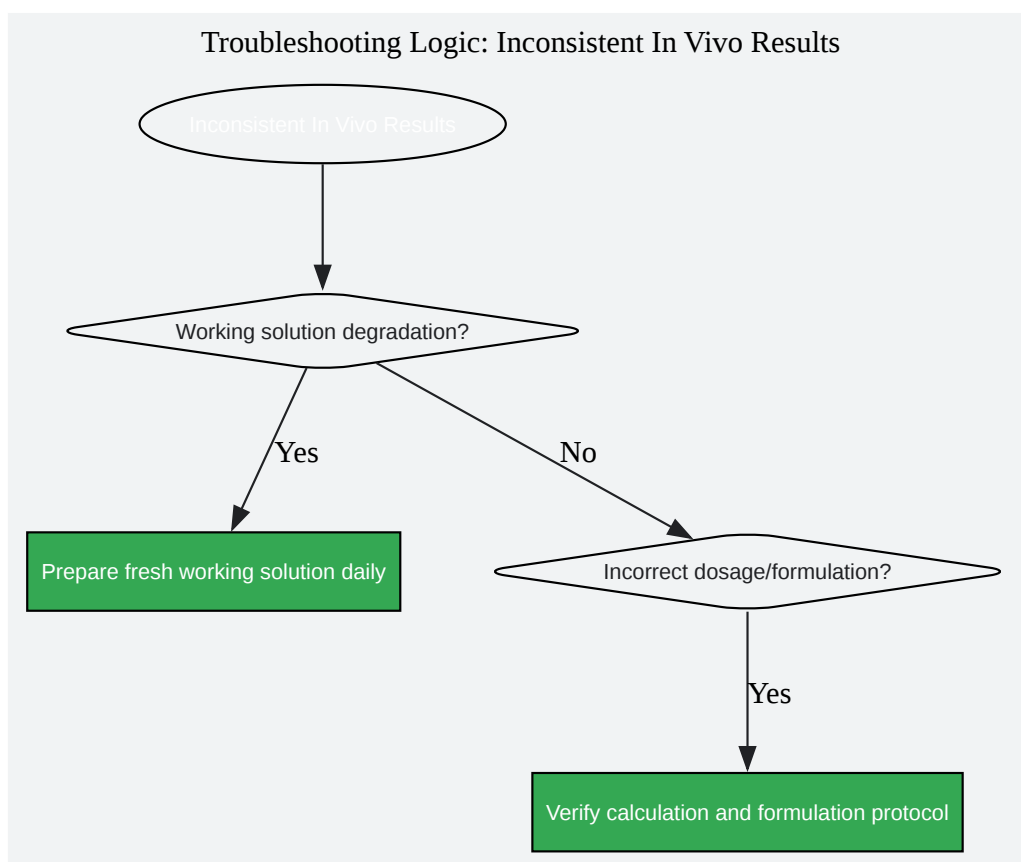 Troubleshooting Logic: Inconsistent In Vivo Results
Inconsistent In Vivo Results
Working solution degradation?
Yes
No
Prepare fresh working solution daily
Incorrect dosage/formulation?
Yes
Verify calculation and formulation protocol